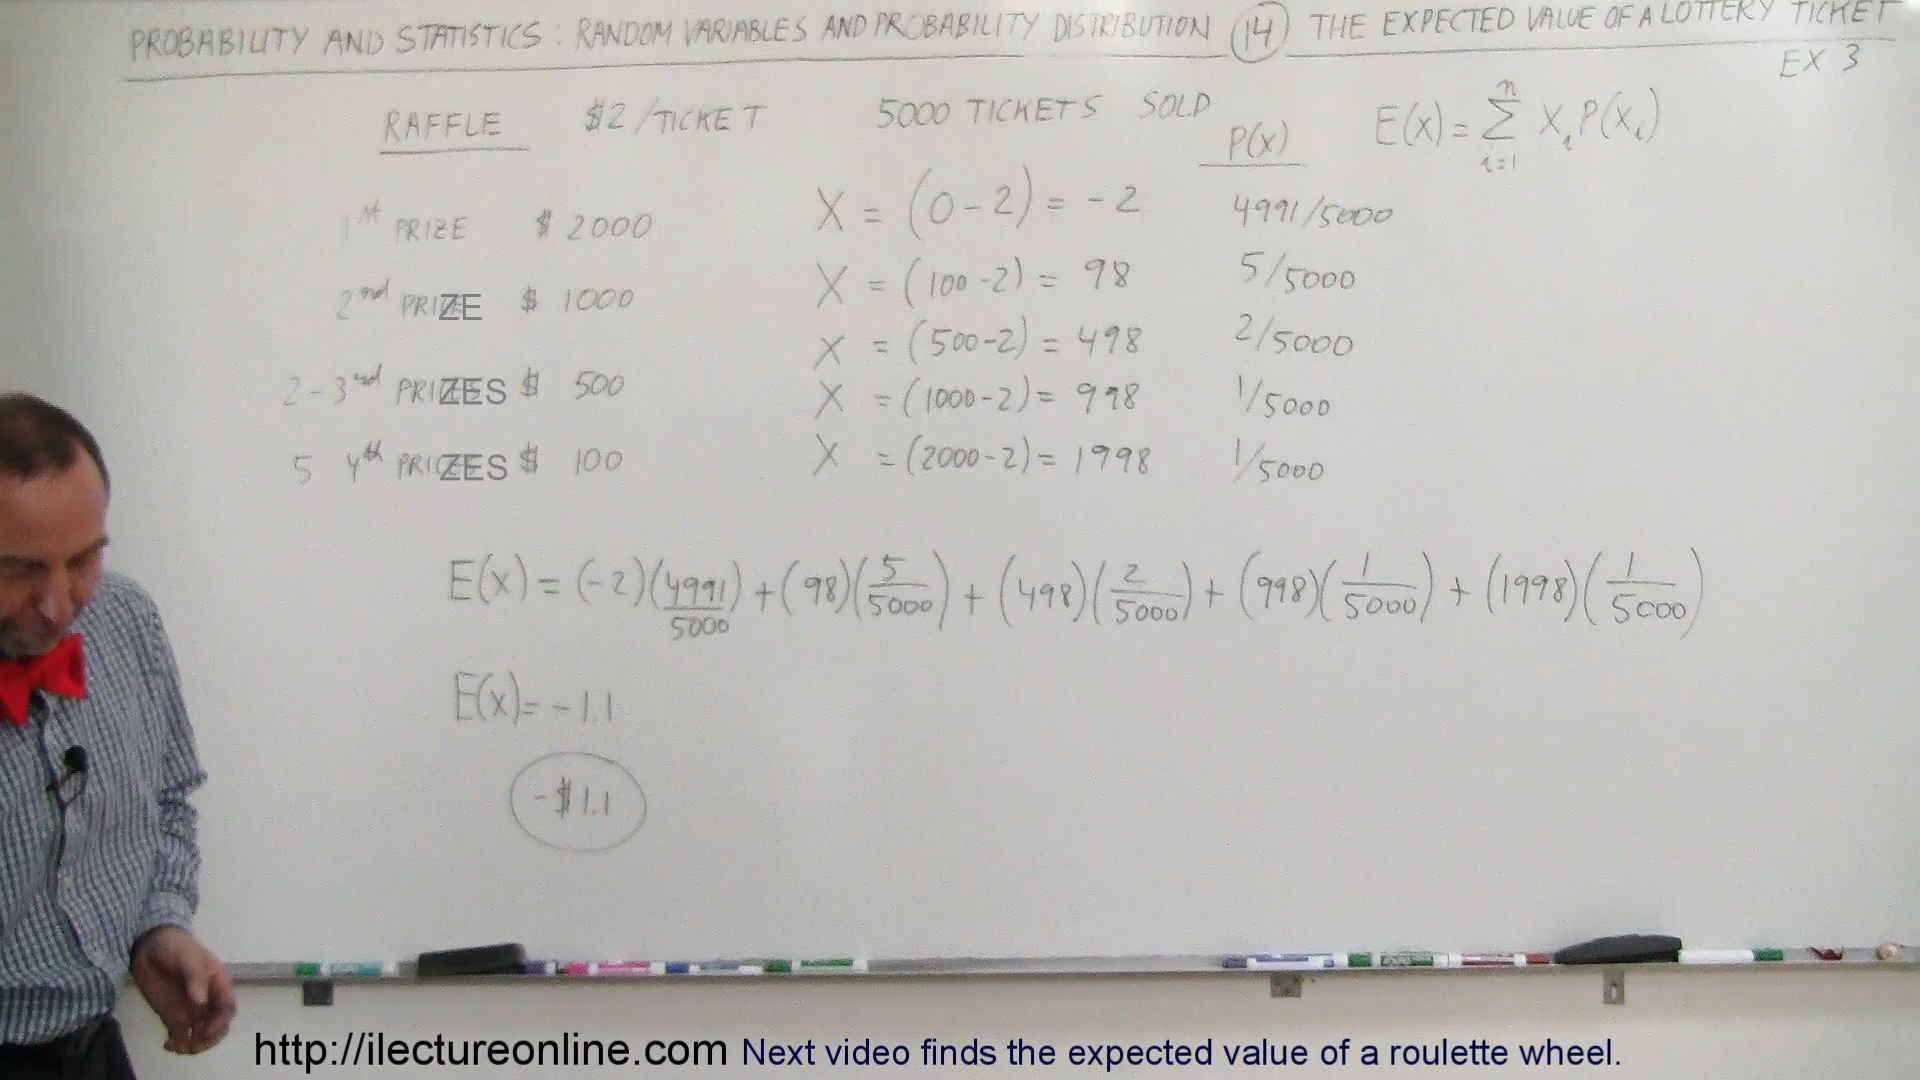 PROBABILITY AND STATISTICS: RANDOM VARIABLES AND PROBABILITY DISTRIBUTION (14) THE EXPECTED VALUE OF A LOTTERY TICKET
EX 3
RAFFLE $2/TICKET 5000 TICKETS SOLD
P(x)
E(x) = Σ_{i=1}^{n} X_i P(X_i)
1st PRIZE $ 2000
2nd PRIZE $ 1000
2 - 3rd PRIZES $ 500
5 4th PRIZES $ 100
X = (0-2) = -2 4991/5000
X = (100-2) = 98 5/5000
X = (500-2) = 498 2/5000
X = (1000-2) = 998 1/5000
X = (2000-2) = 1998 1/5000
E(x) = (-2)(4991/5000) + (98)(5/5000) + (498)(2/5000) + (998)(1/5000) + (1998)(1/5000)
E(x) = -1.1
-$1.1
http://ilectureonline.com Next video finds the expected value of a roulette wheel.